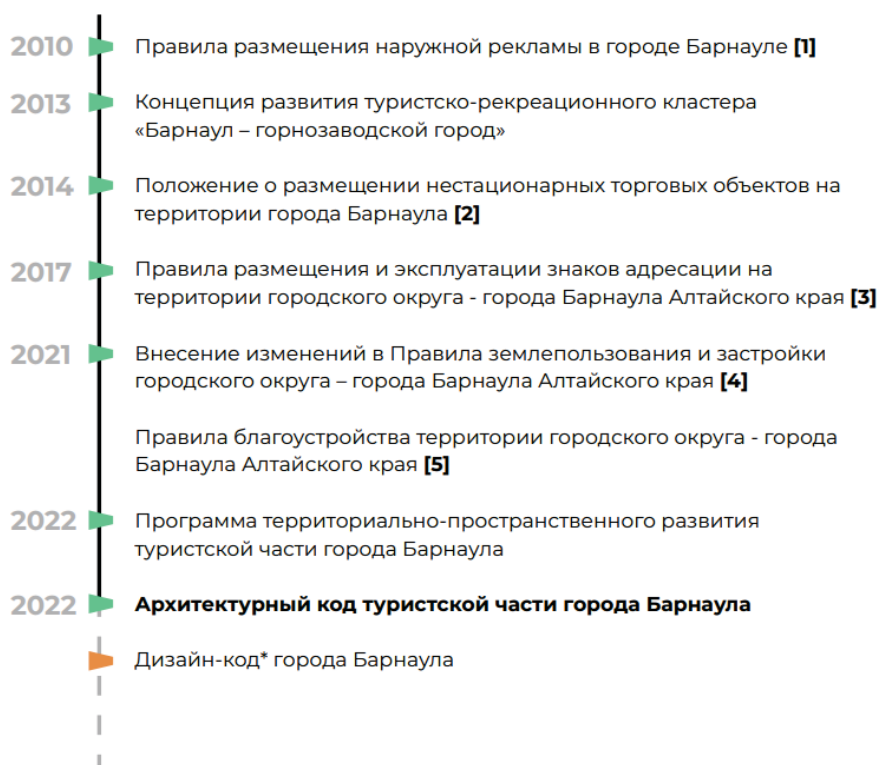 2010 Правила размещения наружной рекламы в городе Барнауле [1]
2013 Концепция развития туристско-рекреационного кластера
«Барнаул – горнозаводской город»
2014 Положение о размещении нестационарных торговых объектов на
территории города Барнаула [2]
2017 Правила размещения и эксплуатации знаков адресации на
территории городского округа - города Барнаула Алтайского края [3]
2021 Внесение изменений в Правила землепользования и застройки
городского округа – города Барнаула Алтайского края [4]
Правила благоустройства территории городского округа - города
Барнаула Алтайского края [5]
2022 Программа территориально-пространственного развития
туристской части города Барнаула
2022 Архитектурный код туристской части города Барнаула
Дизайн-код* города Барнаула